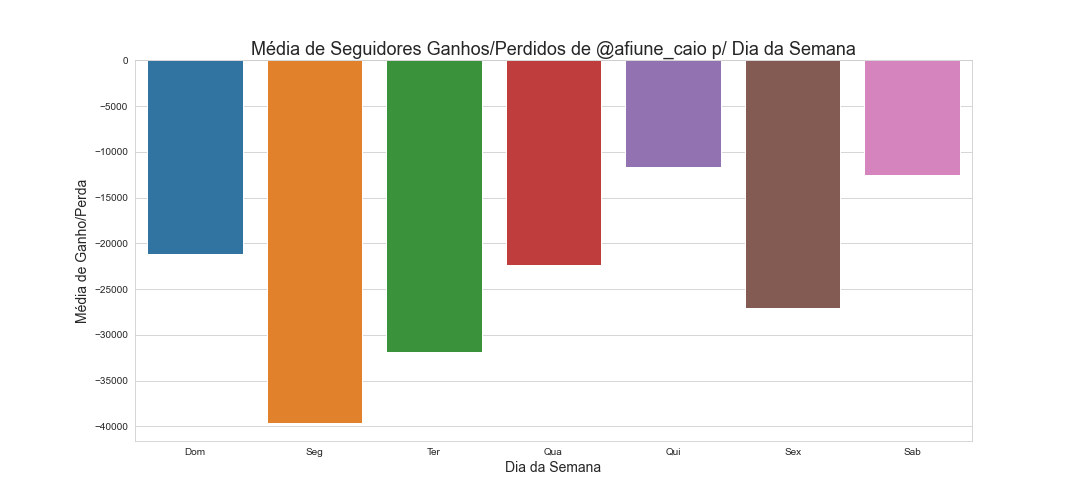 Média de Seguidores Ganhos/Perdidos de @afiune_caio p/ Dia da Semana
Média de Ganho/Perda
0
−5000
−10000
−15000
−20000
−25000
−30000
−35000
−40000
Dom Seg Ter Qua Qui Sex Sab
Dia da Semana